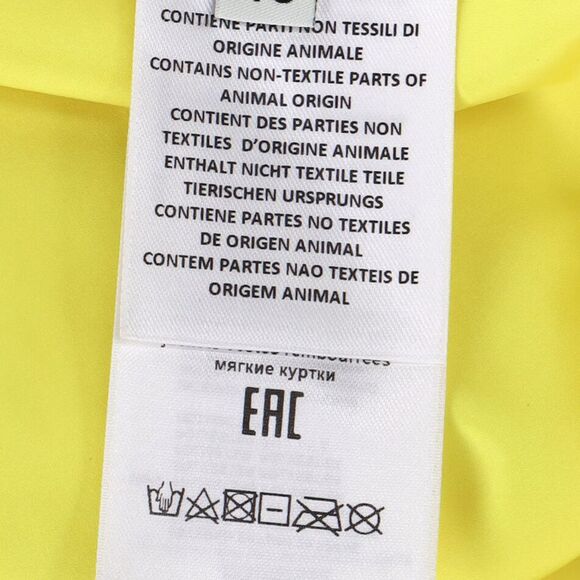 CONTIENE PARTI NON TESSILI DI
ORIGINE ANIMALE
CONTAINS NON-TEXTILE PARTS OF
ANIMAL ORIGIN
CONTIENT DES PARTIES NON
TEXTILES D'ORIGINE ANIMALE
ENTHALT NICHT TEXTILE TEILE
TIERISCHEN URSPRUNGS
CONTIENE PARTES NO TEXTILES
DE ORIGEN ANIMAL
CONTEM PARTES NAO TEXTEIS DE
ORIGEM ANIMAL
мягкие куртки
EAC